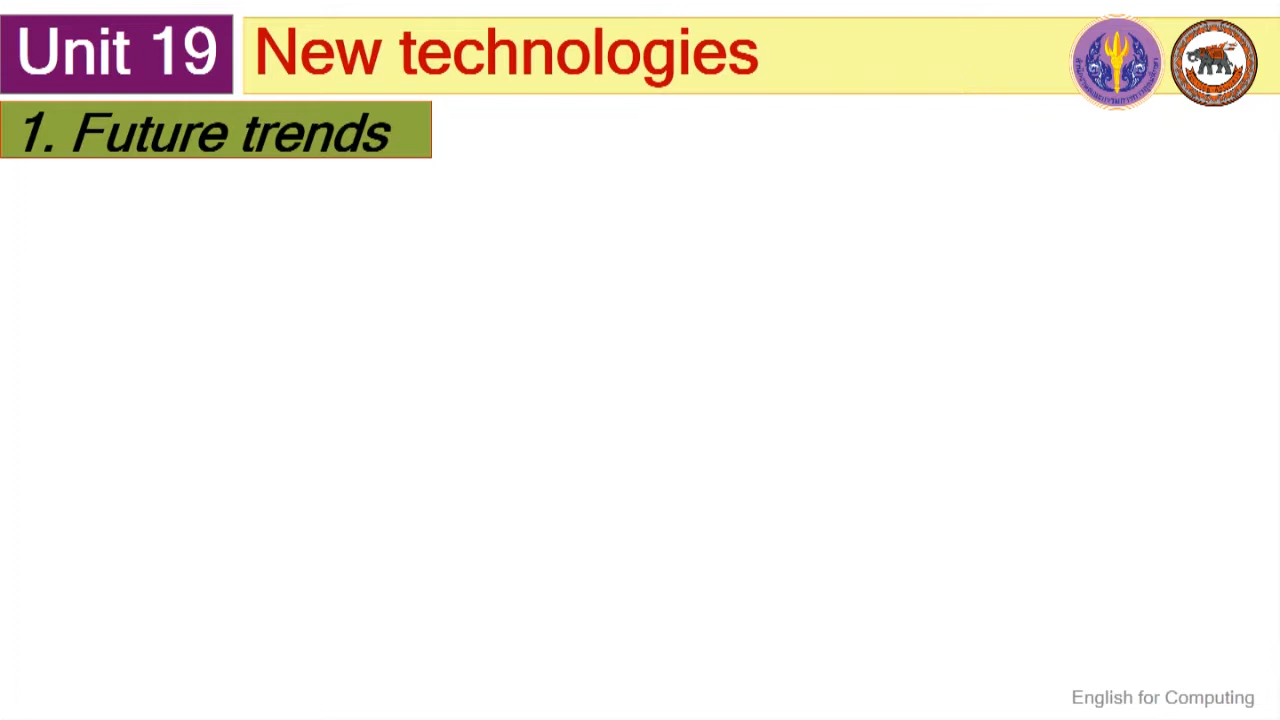 Unit 19
New technologies
1. Future trends
English for Computing